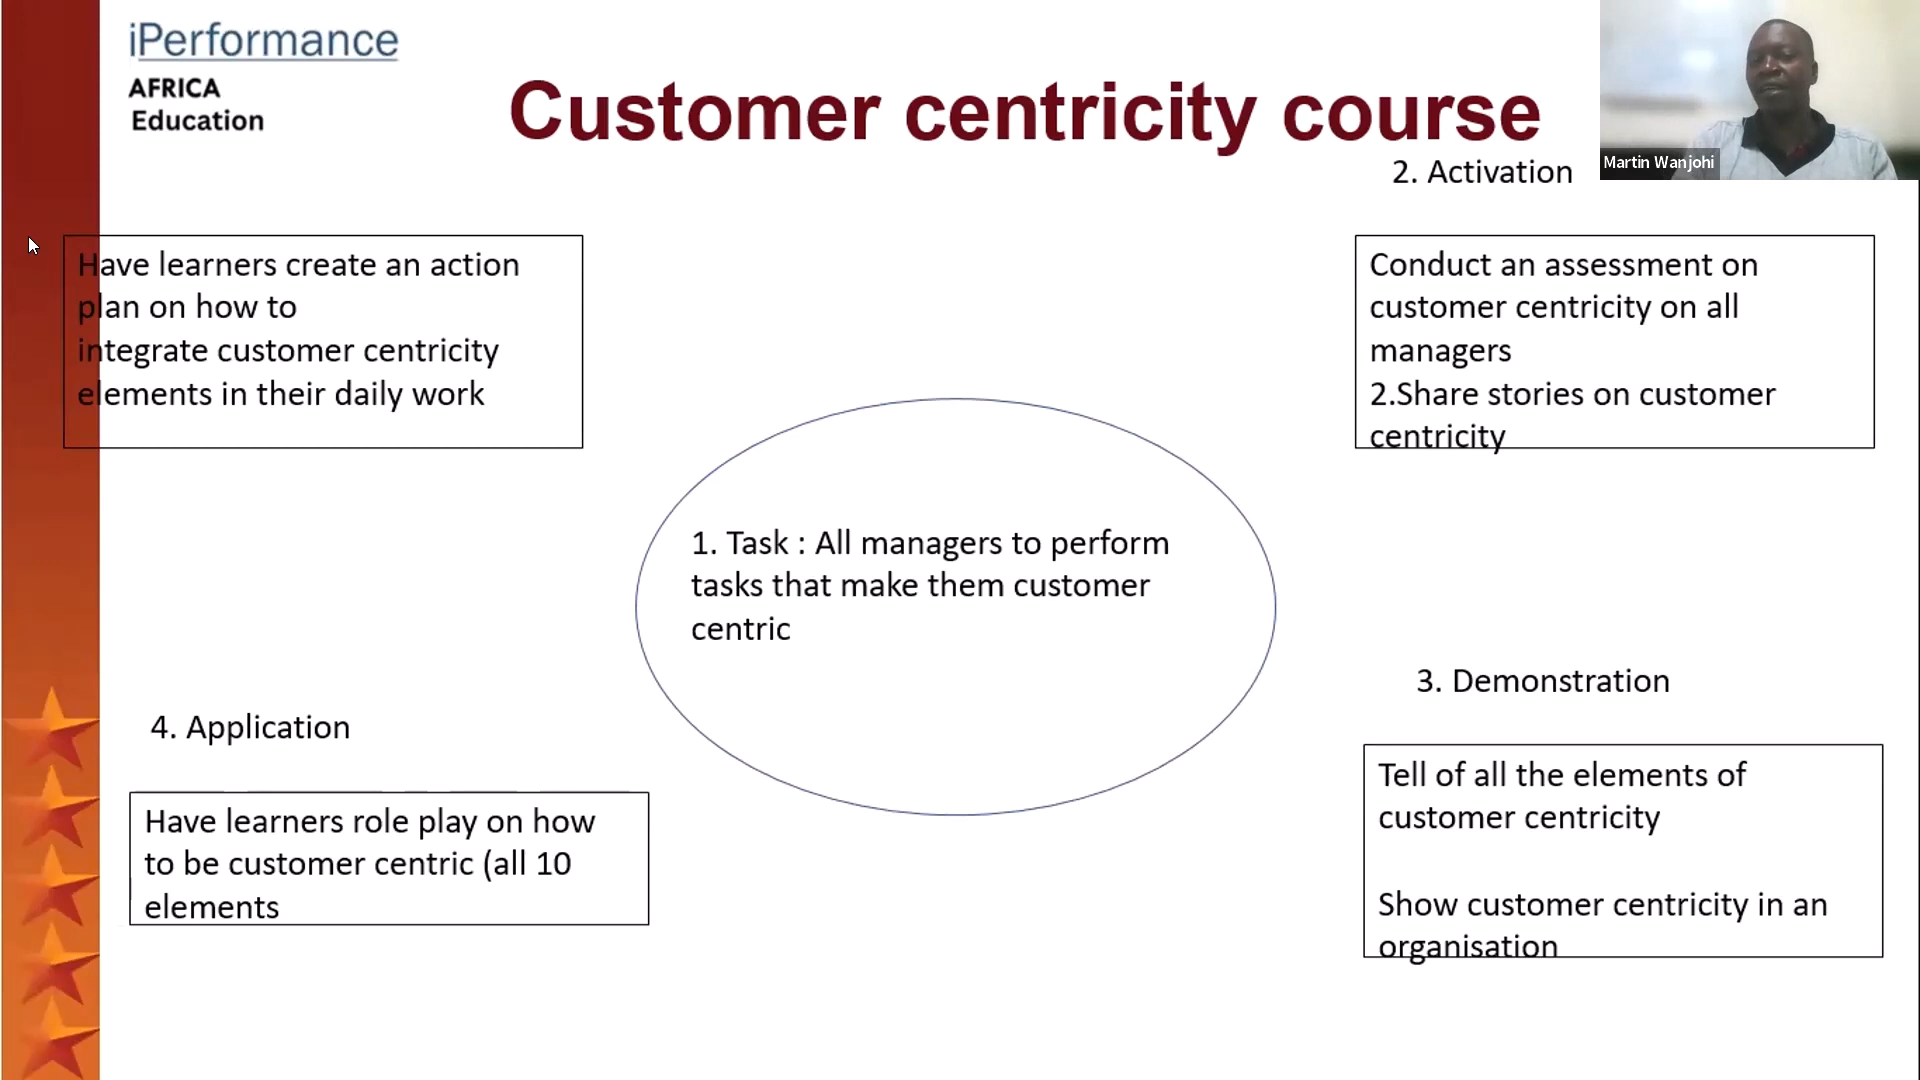 iPerformance
AFRICA
Education
Customer centricity course
Martin Wanjohi
2. Activation
Have learners create an action
plan on how to
integrate customer centricity
elements in their daily work
Conduct an assessment on
customer centricity on all
managers
2.Share stories on customer
centricity
1. Task : All managers to perform
tasks that make them customer
centric
3. Demonstration
4. Application
Tell of all the elements of
customer centricity
Show customer centricity in an
organisation
Have learners role play on how
to be customer centric (all 10
elements